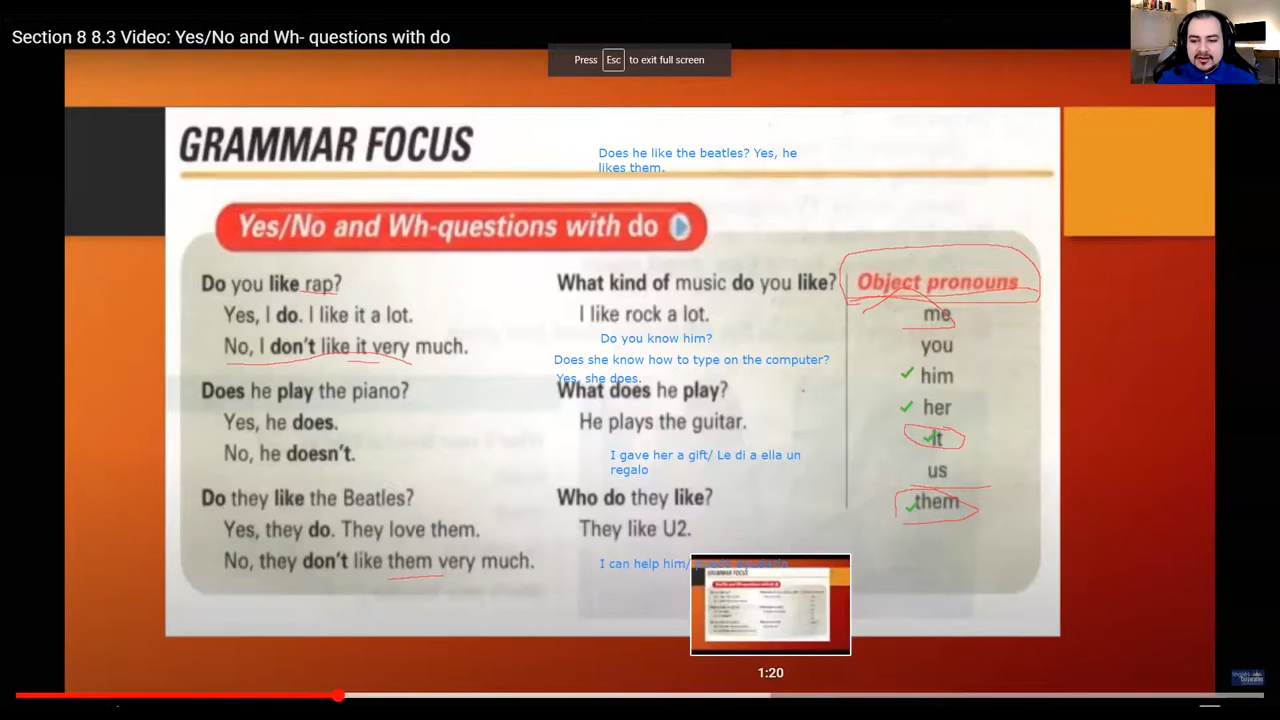 Section 8 8.3 Video: Yes/No and Wh- questions with do
Press Esc to exit full screen
GRAMMAR FOCUS
Does he like the beatles? Yes, he
likes them.
Yes/No and Wh-questions with do
Do you like rap?
Yes, I do. I like it a lot.
No, I don't like it very much.
Does he play the piano?
Yes, he does.
No, he doesn't.
Do they like the Beatles?
Yes, they do. They love them.
No, they don't like them very much.
What kind of music do you like?
I like rock a lot.
Do you know him?
Does she know how to type on the computer?
Yes, she does.
What does he play?
He plays the guitar.
I gave her a gift/ Le di a ella un
regalo
Who do they like?
They like U2.
I can help him/
Object pronouns
me
you
him
her
it
us
them
GRAMMAR FOCUS
1:20